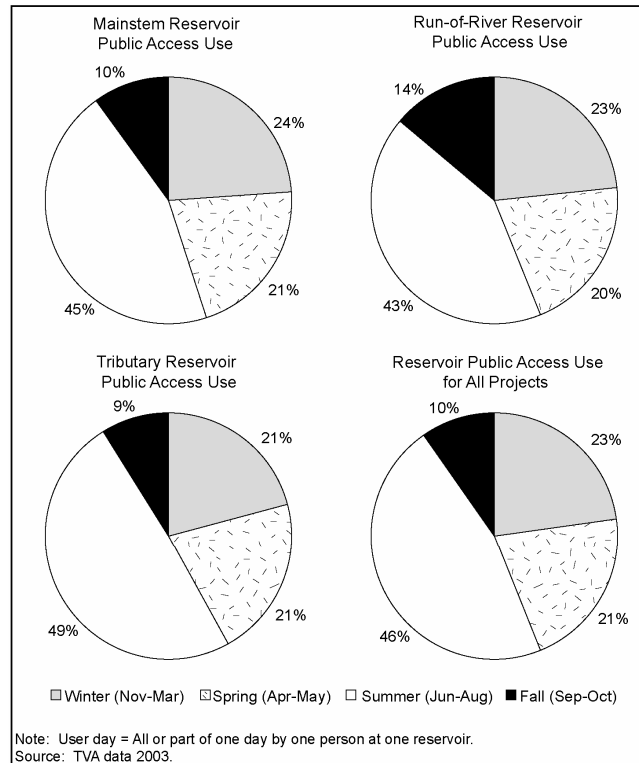 Mainstem Reservoir
Public Access Use
10%
24%
45%
21%
Run-of-River Reservoir
Public Access Use
14%
23%
43%
20%
Tributary Reservoir
Public Access Use
9%
21%
49%
21%
Reservoir Public Access Use
for All Projects
10%
23%
46%
21%
Winter (Nov-Mar) Spring (Apr-May) Summer (Jun-Aug) Fall (Sep-Oct)
Note: User day = All or part of one day by one person at one reservoir.
Source: TVA data 2003.